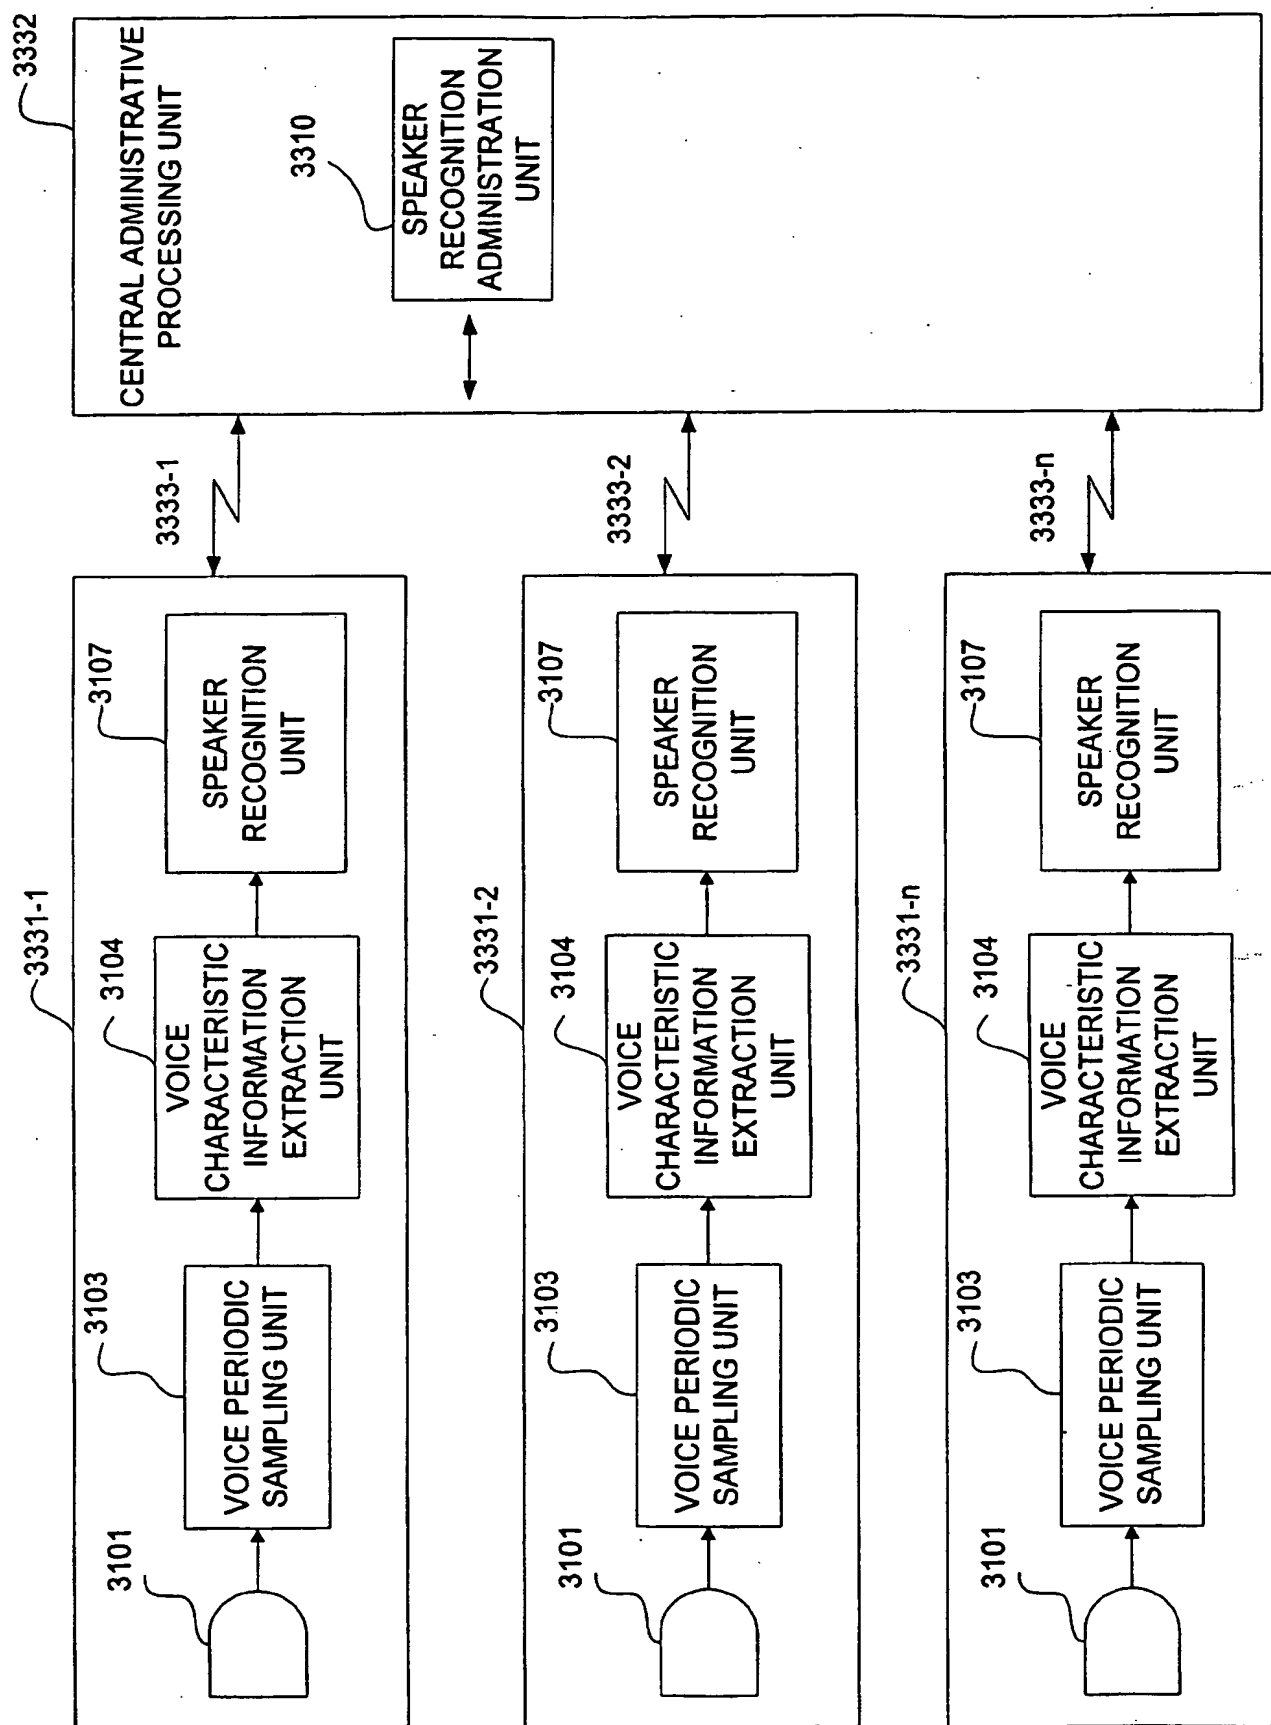 3332
CENTRAL ADMINISTRATIVE
PROCESSING UNIT
3310
SPEAKER
RECOGNITION
ADMINISTRATION
UNIT
3333-1
3333-2
3333-n
3331-1
3101
3103
VOICE PERIODIC
SAMPLING UNIT
3104
VOICE
CHARACTERISTIC
INFORMATION
EXTRACTION
UNIT
3107
SPEAKER
RECOGNITION
UNIT
3331-2
3101
3103
VOICE PERIODIC
SAMPLING UNIT
3104
VOICE
CHARACTERISTIC
INFORMATION
EXTRACTION
UNIT
3107
SPEAKER
RECOGNITION
UNIT
3331-n
3101
3103
VOICE PERIODIC
SAMPLING UNIT
3104
VOICE
CHARACTERISTIC
INFORMATION
EXTRACTION
UNIT
3107
SPEAKER
RECOGNITION
UNIT